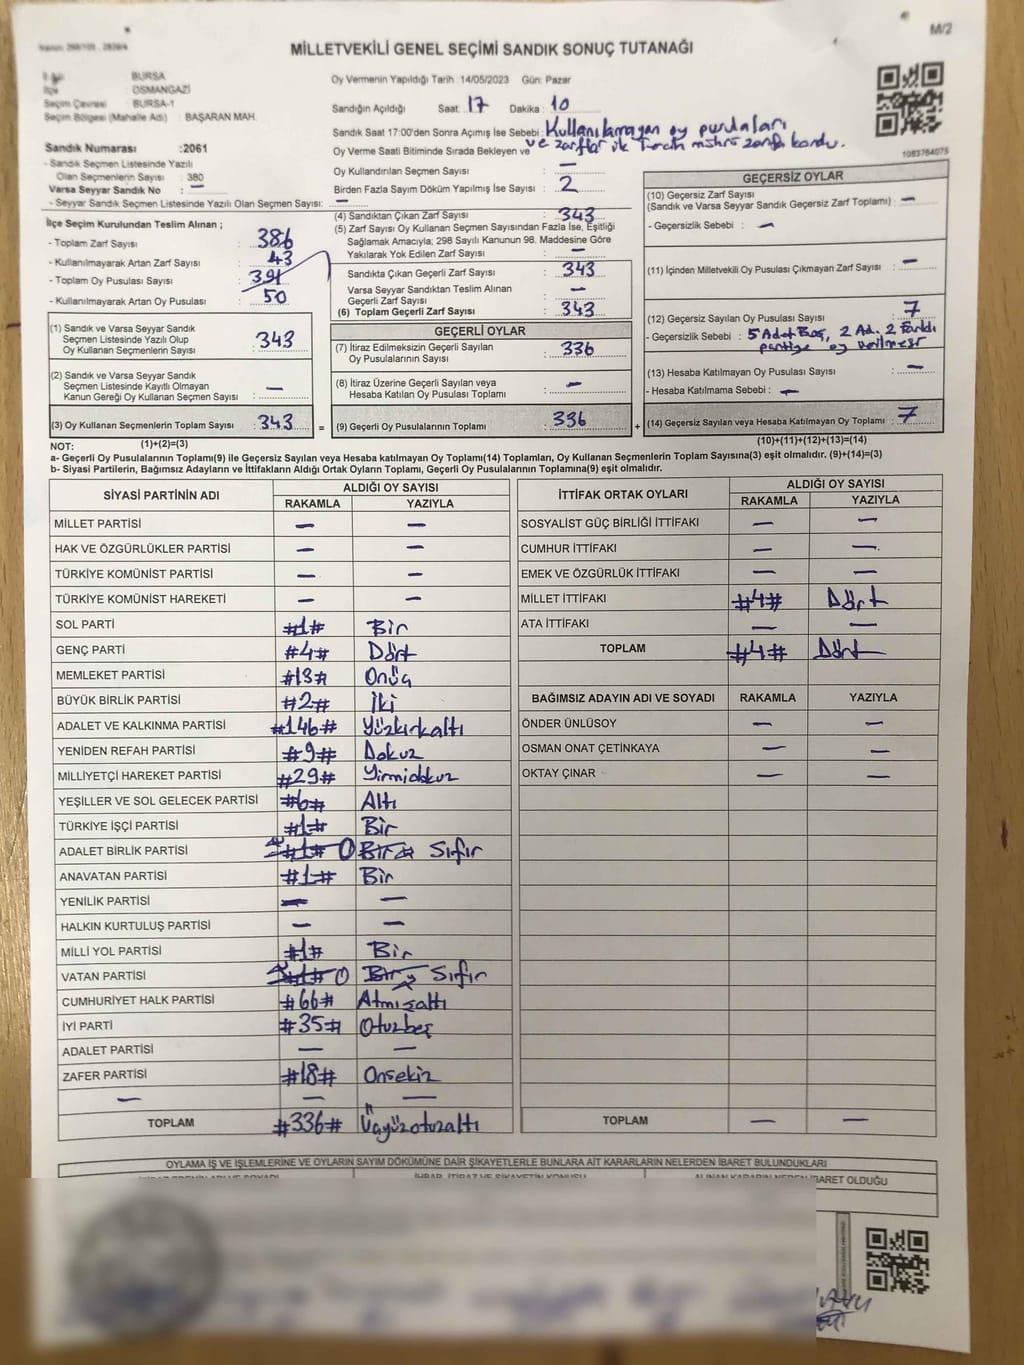 M/2
MİLLETVEKİLİ GENEL SEÇİMİ SANDIK SONUÇ TUTANAĞI
BURSA
İlçe OSMANGAZİ
Seçim Çevresi : BURSA-1
Seçim Bölgesi (Mahalle Adı) : BAŞARAN MAH.
Sandık Numarası :2061
- Sandık Seçmen Listesinde Yazılı
Olan Seçmenlerin Sayısı : 380
Varsa Seyyar Sandık No : —
- Seyyar Sandık Seçmen Listesinde Yazılı Olan Seçmen Sayısı: —
Oy Vermenin Yapıldığı Tarih :14/05/2023 Gün: Pazar
Sandığın Açıldığı Saat: 17 Dakika : 10
Sandık Saat 17:00'den Sonra Açımış İse Sebebi : Kullanılamayan oy pusulaları
ve zarflar
Oy Verme Saati Bitiminde Sırada Bekleyen ve
Oy Kullandırılan Seçmen Sayısı : —
Birden Fazla Sayım Döküm Yapılmış İse Sayısı : 2
1083764075
İlçe Seçim Kurulundan Teslim Alınan ;
- Toplam Zarf Sayısı : 386
- Kullanılmayarak Artan Zarf Sayısı : 43
- Toplam Oy Pusulası Sayısı : 391
- Kullanılmayarak Artan Oy Pusulası : 50
(1) Sandık ve Varsa Seyyar Sandık
Seçmen Listesinde Yazılı Olup
Oy Kullanan Seçmenlerin Sayısı : 343
(2) Sandık ve Varsa Seyyar Sandık
Seçmen Listesinde Kayıtlı Olmayan
Kanun Gereği Oy Kullanan Seçmen Sayısı : —
(3) Oy Kullanan Seçmenlerin Toplam Sayısı : 343 =
(4) Sandıktan Çıkan Zarf Sayısı : 343
(5) Zarf Sayısı Oy Kullanan Seçmen Sayısından Fazla İse, Eşitliği
Sağlamak Amacıyla; 298 Sayılı Kanunun 98. Maddesine Göre
Yakılarak Yok Edilen Zarf Sayısı : —
Sandıkta Çıkan Geçerli Zarf Sayısı : 343
Varsa Seyyar Sandıktan Teslim Alınan
Geçerli Zarf Sayısı : —
(6) Toplam Geçerli Zarf Sayısı : 343
GEÇERLİ OYLAR
(7) İtiraz Edilmeksizin Geçerli Sayılan
Oy Pusulalarının Sayısı : 336
(8) İtiraz Üzerine Geçerli Sayılan veya
Hesaba Katılan Oy Pusulası Toplamı : —
(9) Geçerli Oy Pusulalarının Toplamı : 336 +
GEÇERSİZ OYLAR
(10) Geçersiz Zarf Sayısı
(Sandık ve Varsa Seyyar Sandık Geçersiz Zarf Toplamı) : —
- Geçersizlik Sebebi : —
(11) İçinden Milletvekili Oy Pusulası Çıkmayan Zarf Sayısı : —
(12) Geçersiz Sayılan Oy Pusulası Sayısı : 7
- Geçersizlik Sebebi : 5 Adet Boş, 2 Ad. 2 Farklı
partiye oy verilmesi
(13) Hesaba Katılmayan Oy Pusulası Sayısı : —
- Hesaba Katılmama Sebebi : —
(14) Geçersiz Sayılan veya Hesaba Katılmayan Oy Toplamı : 7
NOT: (1)+(2)=(3) (10)+(11)+(12)+(13)=(14)
a- Geçerli Oy Pusulalarının Toplamı(9) ile Geçersiz Sayılan veya Hesaba katılmayan Oy Toplamı(14) Toplamları, Oy Kullanan Seçmenlerin Toplam Sayısına(3) eşit olmalıdır. (9)+(14)=(3)
b- Siyasi Partilerin, Bağımsız Adayların ve İttifakların Aldığı Ortak Oyların Toplamı, Geçerli Oy Pusulalarının Toplamına(9) eşit olmalıdır.
SİYASİ PARTİNİN ADI ALDIĞI OY SAYISI
RAKAMLA YAZIYLA
MİLLET PARTİSİ — —
HAK VE ÖZGÜRLÜKLER PARTİSİ — —
TÜRKİYE KOMÜNİST PARTİSİ — —
TÜRKİYE KOMÜNİST HAREKETİ — —
SOL PARTİ #1# Bir
GENÇ PARTİ #4# Dört
MEMLEKET PARTİSİ #13# Onüç
BÜYÜK BİRLİK PARTİSİ #2# İki
ADALET VE KALKINMA PARTİSİ #146# Yüzkırkaltı
YENİDEN REFAH PARTİSİ #9# Dokuz
MİLLİYETÇİ HAREKET PARTİSİ #29# Yirmidokuz
YEŞİLLER VE SOL GELECEK PARTİSİ #6# Altı
TÜRKİYE İŞÇİ PARTİSİ #1# Bir
ADALET BİRLİK PARTİSİ #1# 0 Bir Sıfır
ANAVATAN PARTİSİ #1# Bir
YENİLİK PARTİSİ — —
HALKIN KURTULUŞ PARTİSİ — —
MİLLİ YOL PARTİSİ #1# Bir
VATAN PARTİSİ #1# 0 Bir Sıfır
CUMHURİYET HALK PARTİSİ #66# Atmışaltı
İYİ PARTİ #35# Otuzbeş
ADALET PARTİSİ — —
ZAFER PARTİSİ #18# Onsekiz
— — —
TOPLAM #336# Üçyüzotuzaltı
İTTİFAK ORTAK OYLARI ALDIĞI OY SAYISI
RAKAMLA YAZIYLA
SOSYALİST GÜÇ BİRLİĞİ İTTİFAKI — —
CUMHUR İTTİFAKI — —
EMEK VE ÖZGÜRLÜK İTTİFAKI — —
MİLLET İTTİFAKI #4# Dört
ATA İTTİFAKI — —
TOPLAM #4# Dört
BAĞIMSIZ ADAYIN ADI VE SOYADI RAKAMLA YAZIYLA
ÖNDER ÜNLÜSOY — —
OSMAN ONAT ÇETİNKAYA — —
OKTAY ÇINAR — —
TOPLAM — —
OYLAMA İŞ VE İŞLEMLERİNE VE OYLARIN SAYIM DÖKÜMÜNE DAİR ŞİKAYETLERLE BUNLARA AİT KARARLARIN NELERDEN İBARET BULUNDUKLARI
İHBAR, İTİRAZ VE ŞİKAYETİN KONUSU ALINAN KARARIN NEDEN İBARET OLDUĞU